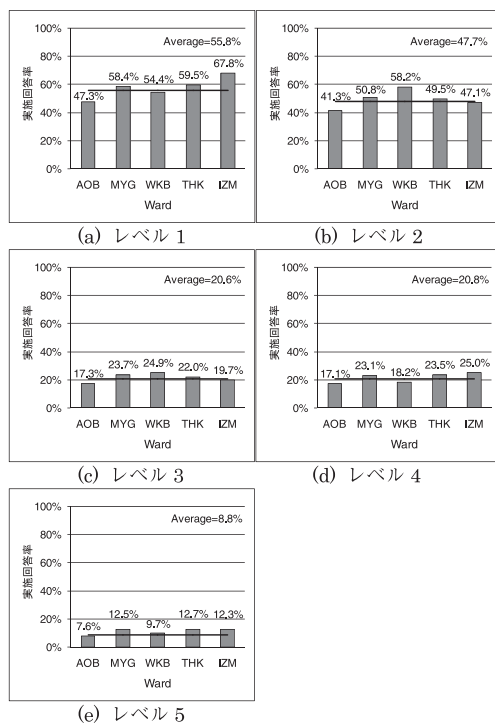 100%
80%
60%
40%
20%
0%
実施回答率
Average=55.8%
47.3%
58.4%
54.4%
59.5%
67.8%
AOB MYG WKB THK IZM
Ward
(a) レベル 1
100%
80%
60%
40%
20%
0%
実施回答率
Average=47.7%
41.3%
50.8%
58.2%
49.5%
47.1%
AOB MYG WKB THK IZM
Ward
(b) レベル 2
100%
80%
60%
40%
20%
0%
実施回答率
Average=20.6%
17.3%
23.7%
24.9%
22.0%
19.7%
AOB MYG WKB THK IZM
Ward
(c) レベル 3
100%
80%
60%
40%
20%
0%
実施回答率
Average=20.8%
17.1%
23.1%
18.2%
23.5%
25.0%
AOB MYG WKB THK IZM
Ward
(d) レベル 4
100%
80%
60%
40%
20%
0%
実施回答率
Average=8.8%
7.6%
12.5%
9.7%
12.7%
12.3%
AOB MYG WKB THK IZM
Ward
(e) レベル 5